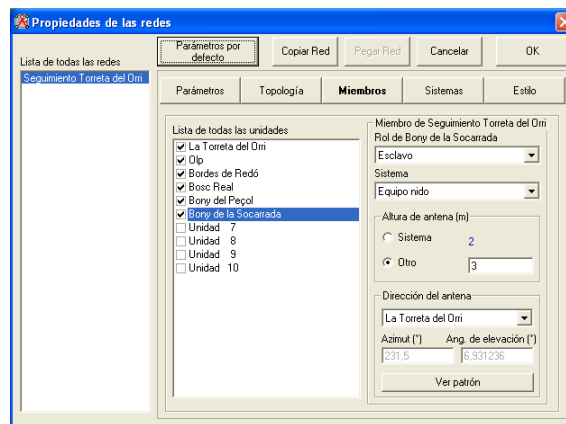 Propiedades de las redes
Lista de todas las redes
Seguimiento Torreta del Orri
Parámetros por defecto
Copiar Red
Pegar Red
Cancelar
OK
Parámetros
Topología
Miembros
Sistemas
Estilo
Lista de todas las unidades
La Torreta del Orri
Olp
Bordes de Redó
Bosc Real
Bony del Peçol
Bony de la Socarrada
Unidad 7
Unidad 8
Unidad 9
Unidad 10
Miembro de Seguimiento Torreta del Orri
Rol de Bony de la Socarrada
Esclavo
Sistema
Equipo nido
Altura de antena (m)
Sistema 2
Otro 3
Dirección del antena
La Torreta del Orri
Azimut (°) Ang. de elevación (°)
231,5 6,931236
Ver patrón